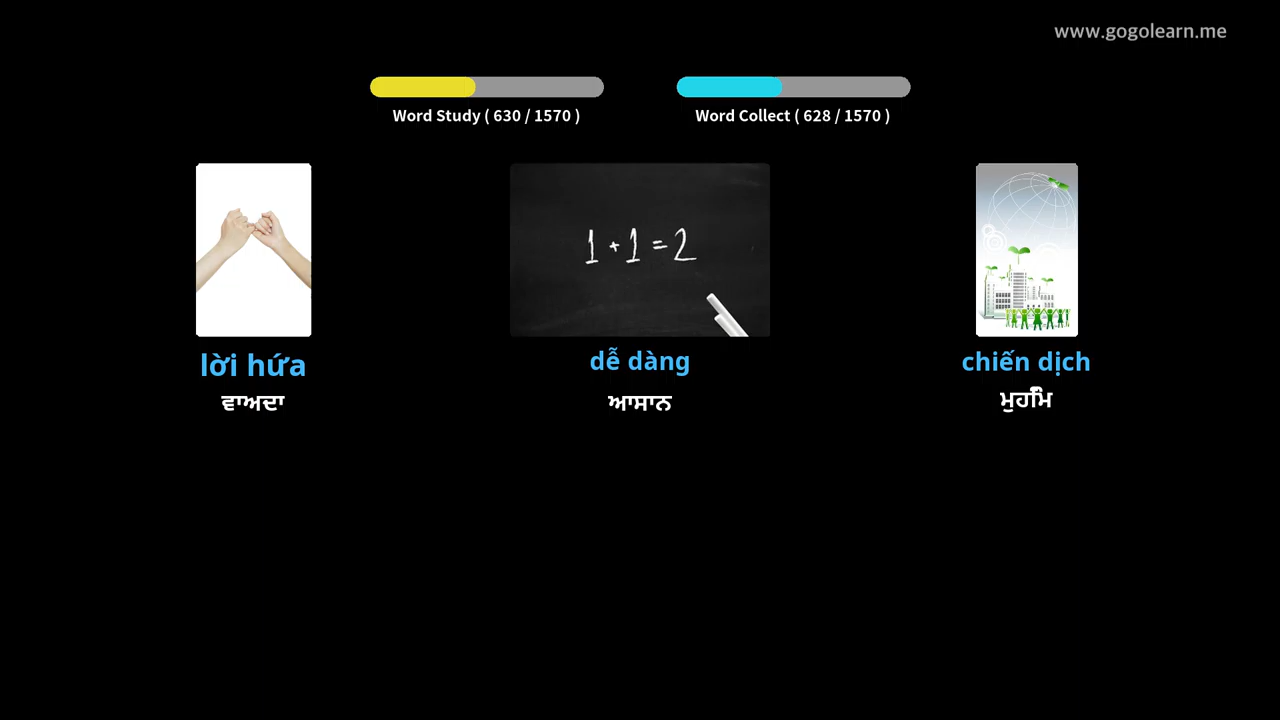 www.gogolearn.me
Word Study ( 630 / 1570 )
Word Collect ( 628 / 1570 )
1 + 1 = 2
lời hứa
dễ dàng
chiến dịch
ਵਾਅਦਾ
ਆਸਾਨ
ਮੁਹਿੰਮ